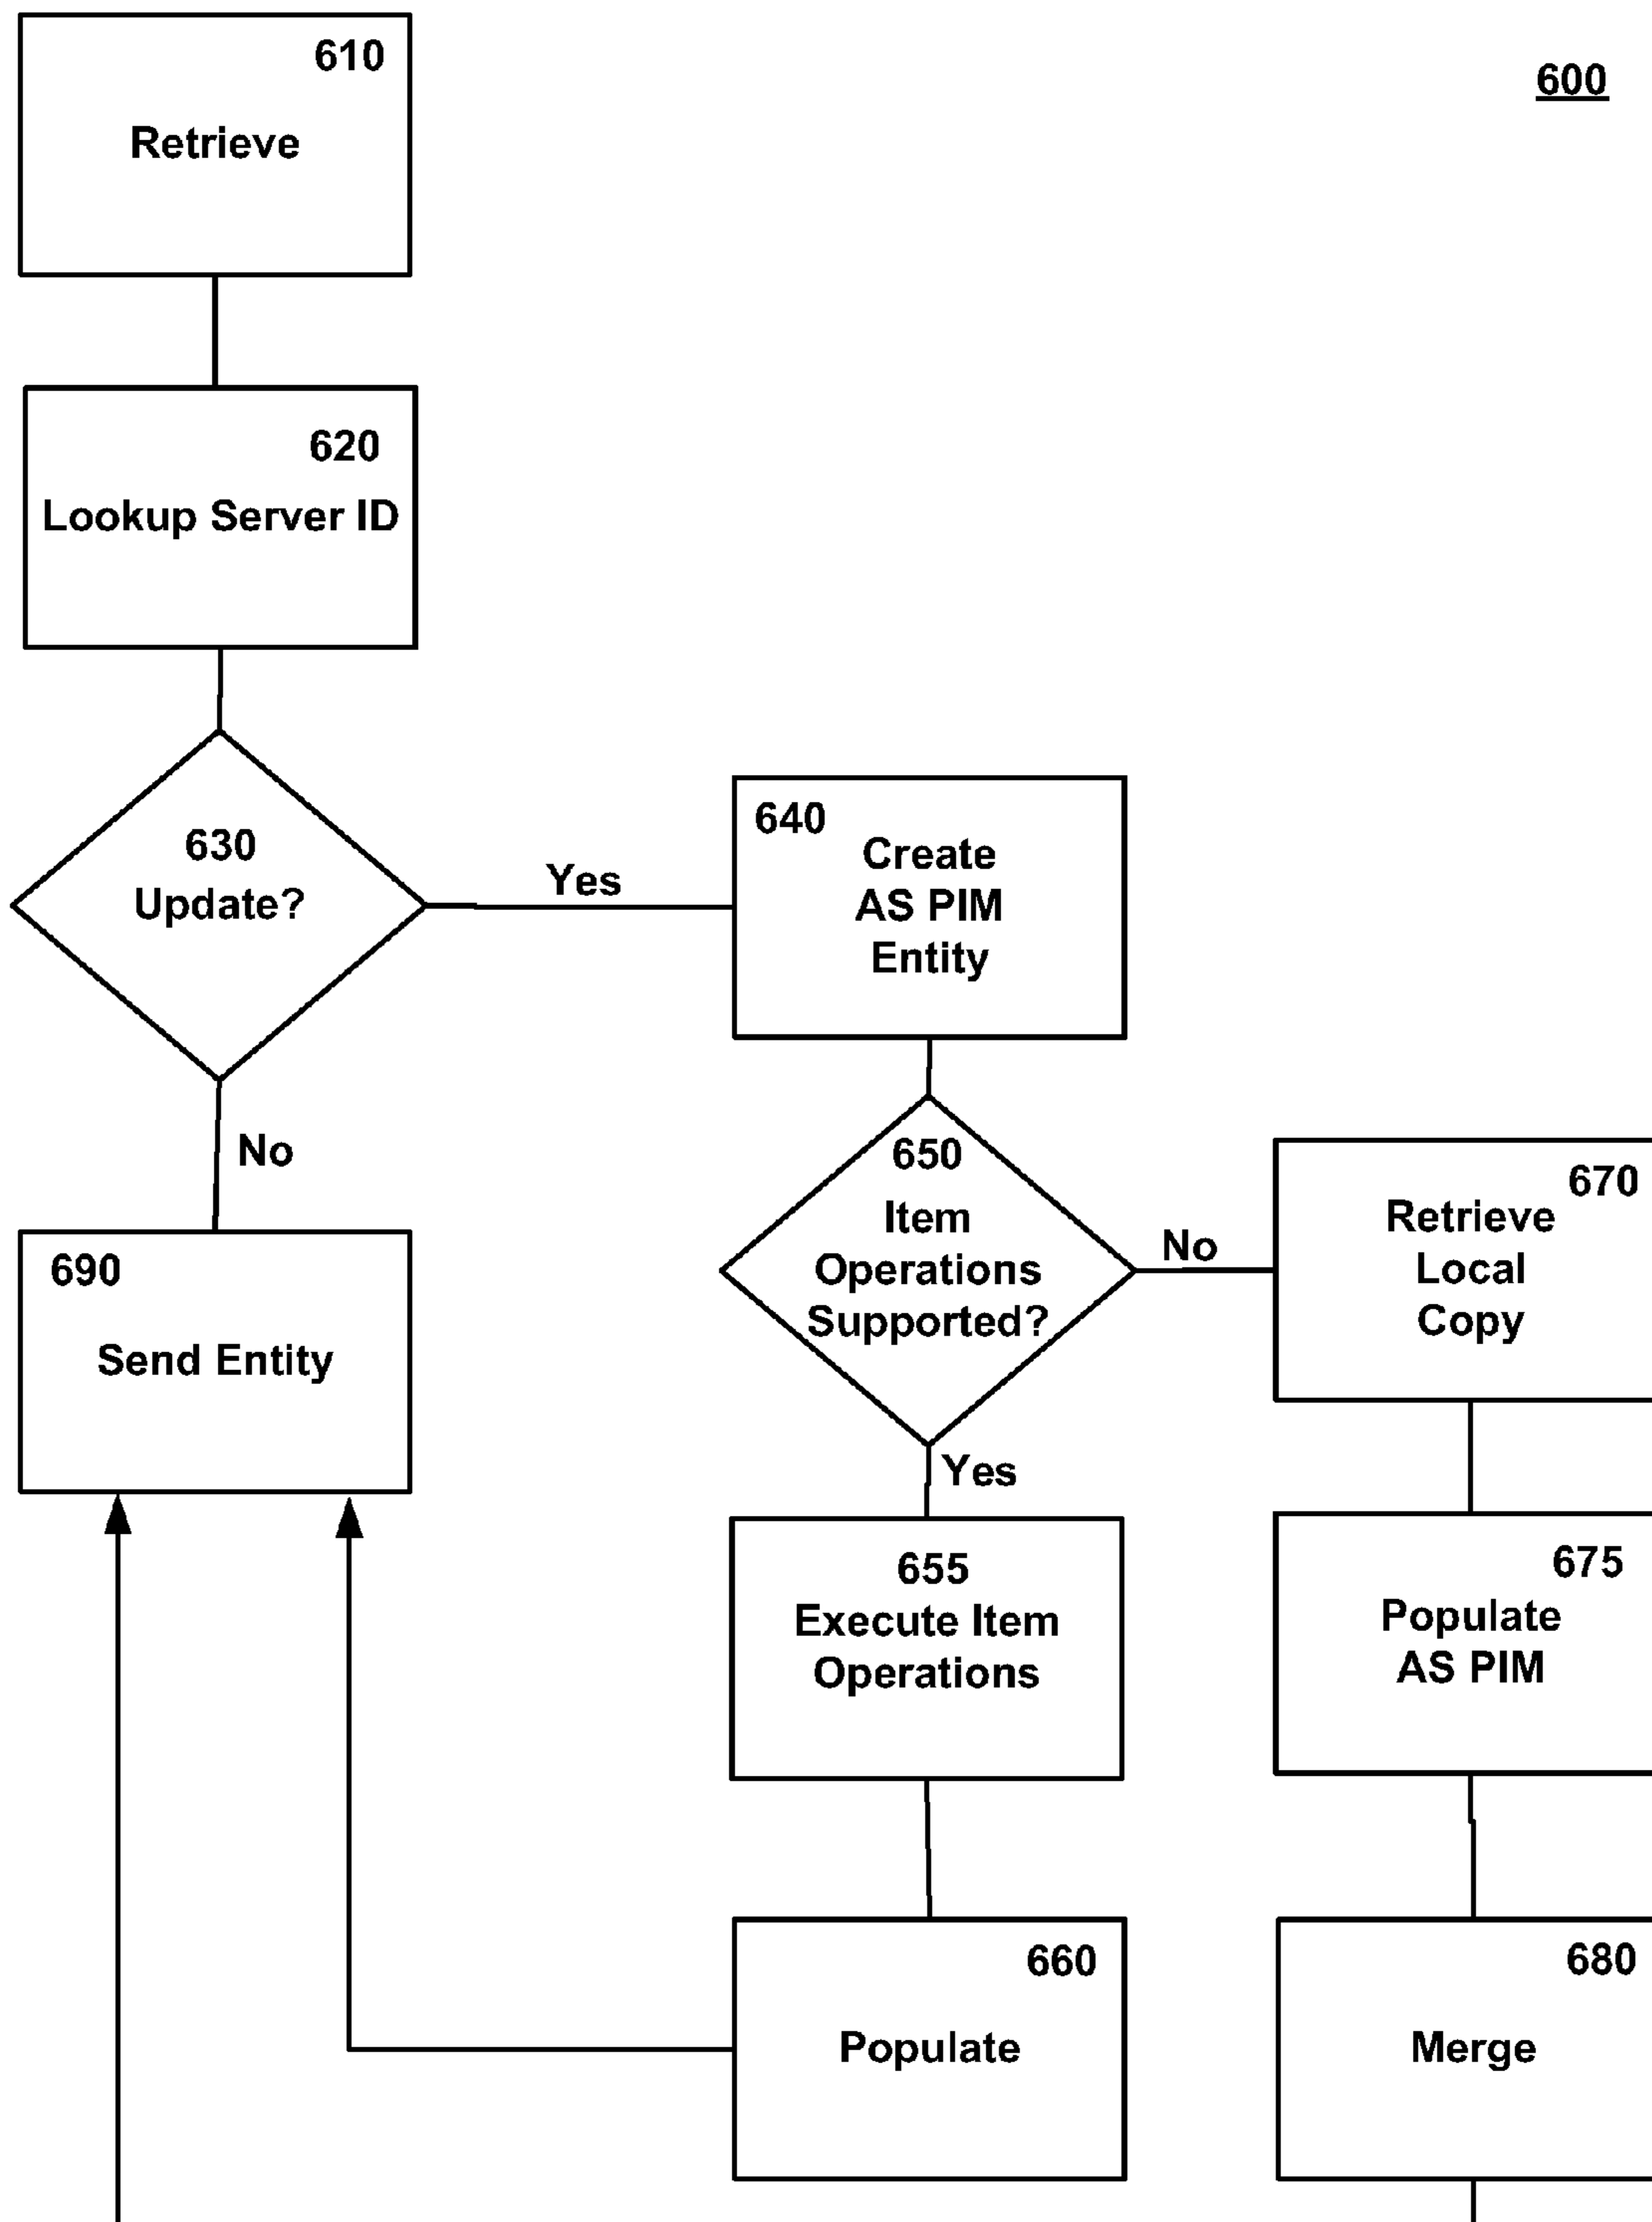 610
Retrieve
600
620
Lookup Server ID
630
Update?
Yes
640
Create
AS PIM
Entity
No
650
Item
Operations
Supported?
No
670
Retrieve
Local
Copy
690
Send Entity
Yes
655
Execute Item
Operations
675
Populate
AS PIM
660
Populate
680
Merge